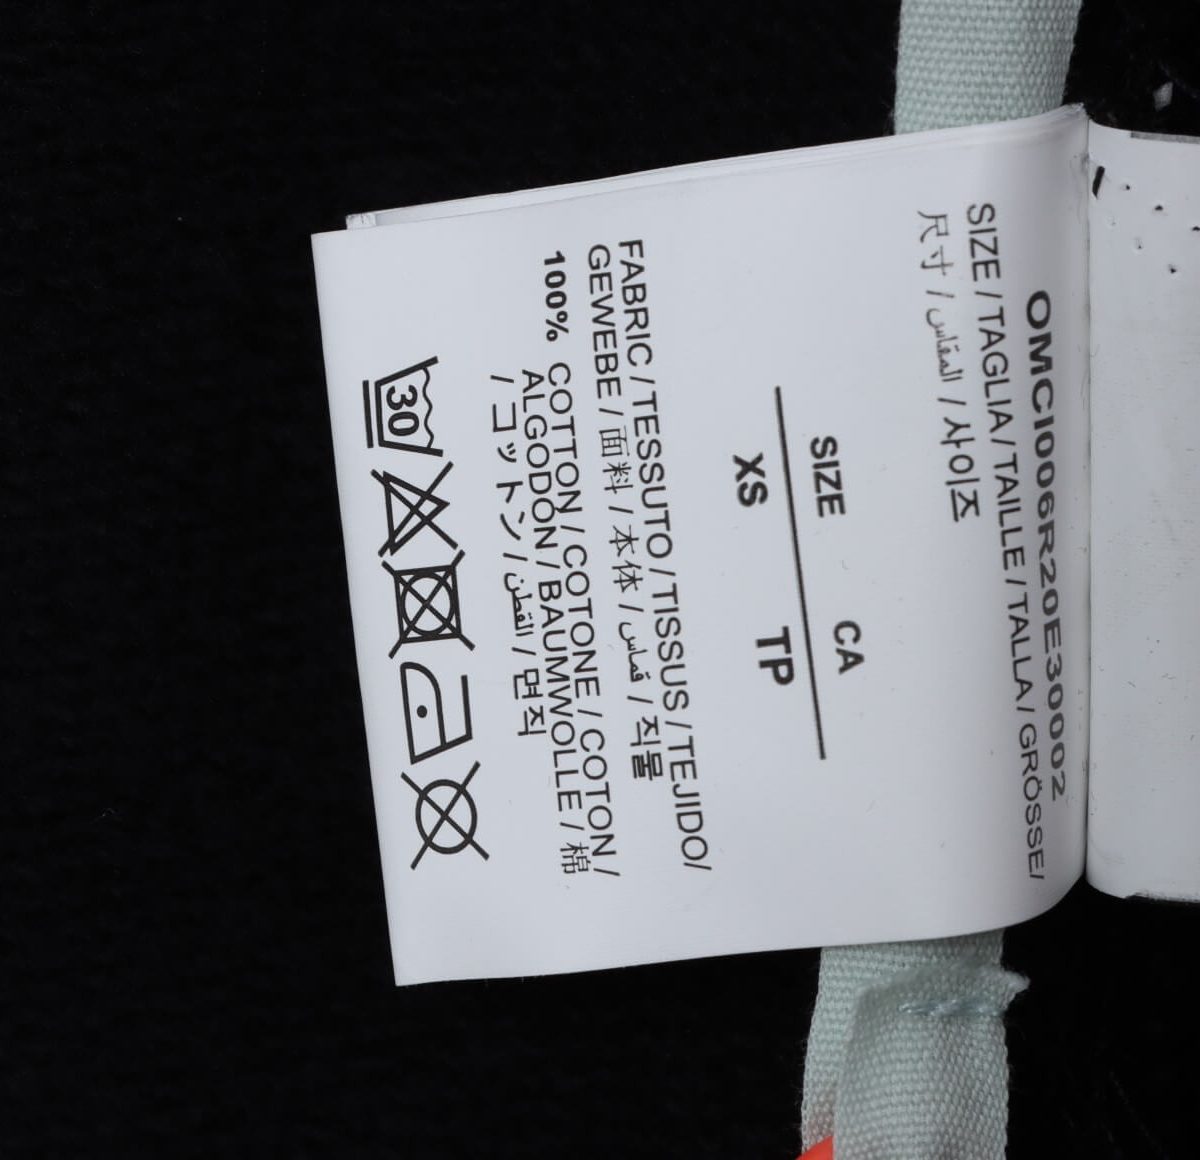 OMCI006R20E30002
SIZE / TAGLIA / TAILLE / TALLA / GRÖSSE/
尺寸 / المقاس / 사이즈
SIZE CA
XS TP
FABRIC / TESSUTO / TISSUS / TEJIDO/
GEWEBE / 面料 / 本体 / قماس / 직물
100% COTTON / COTONE / COTON /
ALGODÓN / BAUMWOLLE / 棉
/ コットン / القطن / 면직
30